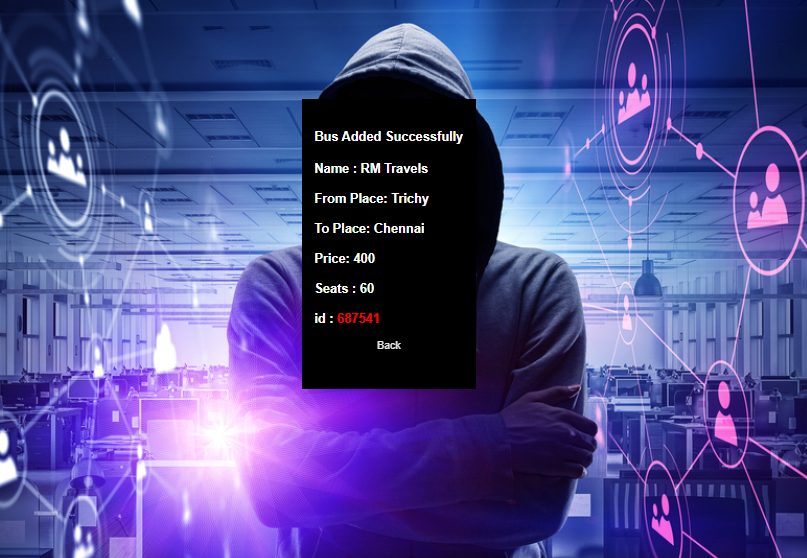 Bus Added Successfully
Name : RM Travels
From Place: Trichy
To Place: Chennai
Price: 400
Seats : 60
id : 687541
Back